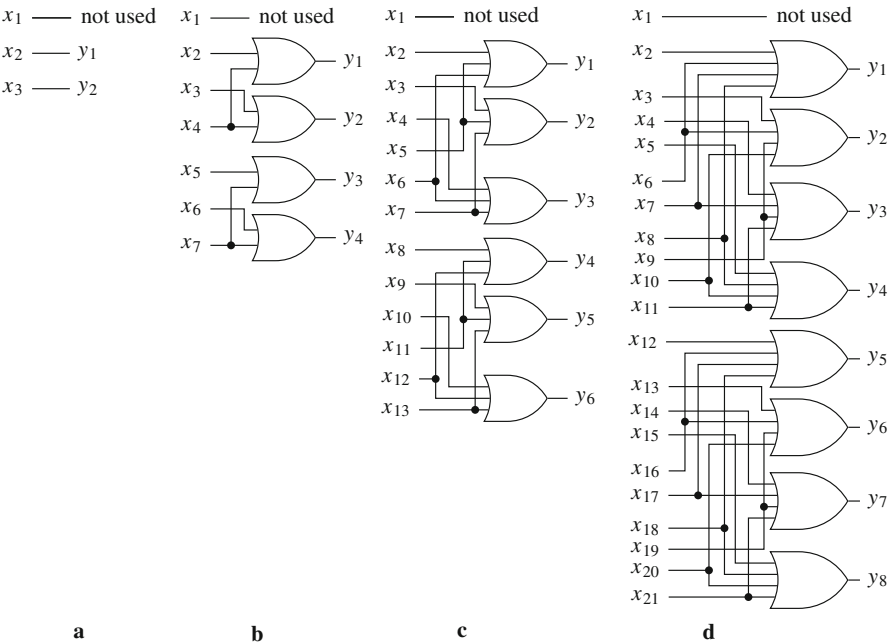 x1 not used
x2 y1
x3 y2
a
x1 not used
x2
y1
x3
x4
y2
x5
y3
x6
x7
y4
b
x1 not used
x2
y1
x3
x4
y2
x5
x6
y3
x7
x8
y4
x9
x10
y5
x11
x12
y6
x13
c
x1 not used
x2
y1
x3
x4
y2
x5
x6
x7
y3
x8
x9
x10
y4
x11
x12
y5
x13
x14
y6
x15
x16
x17
y7
x18
x19
x20
y8
x21
d